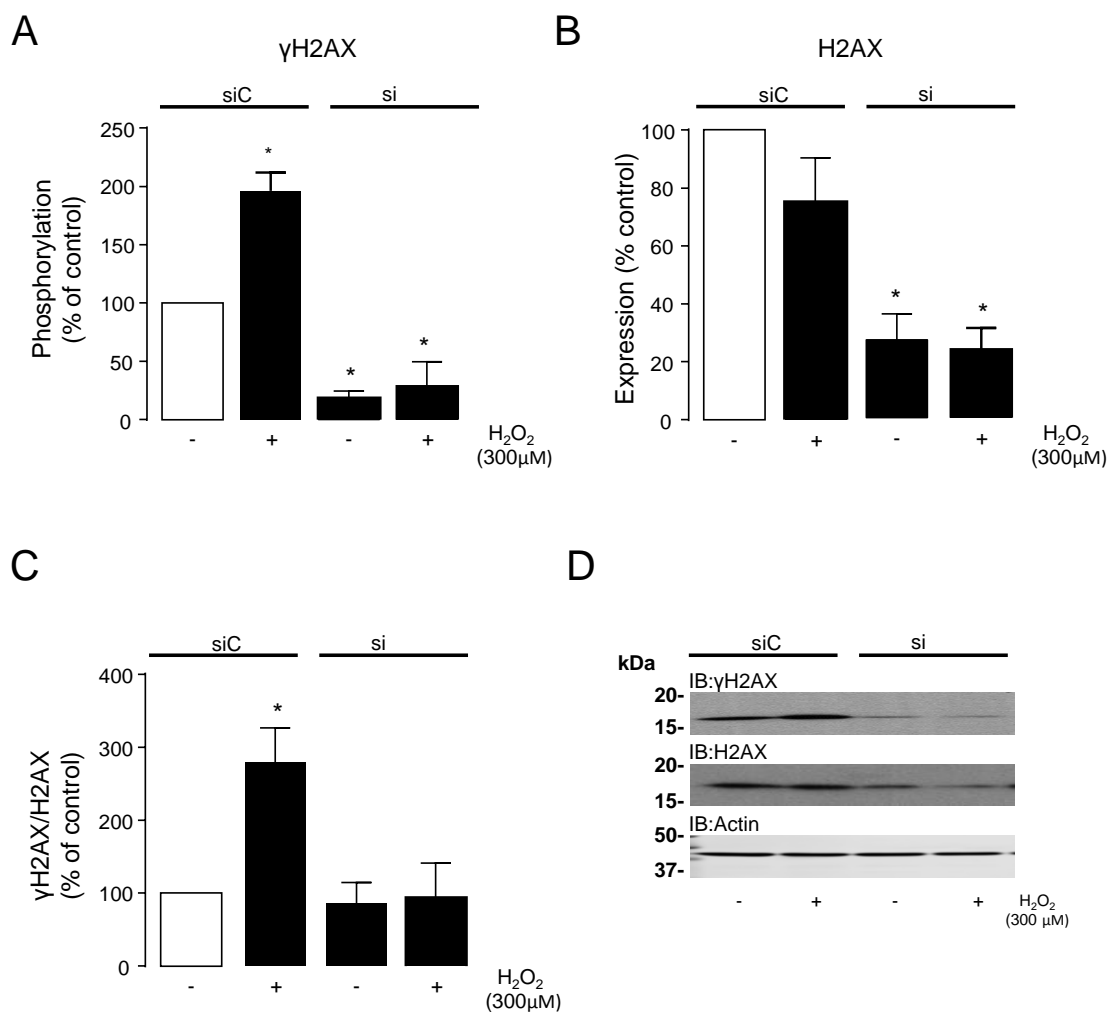 A
γH2AX
siC si
Phosphorylation
(% of control)
250
200
150
100
50
0
*
*
*
- + - +
H₂O₂
(300μM)
B
H2AX
siC si
Expression (% control)
100
80
60
40
20
0
*
*
- + - +
H₂O₂
(300μM)
C
siC si
γH2AX/H2AX
(% of control)
400
300
200
100
0
*
- + - +
H₂O₂
(300μM)
D
siC si
kDa
IB:γH2AX
20-
15-
IB:H2AX
20-
15-
IB:Actin
50-
37-
- + - +
H₂O₂
(300 μM)